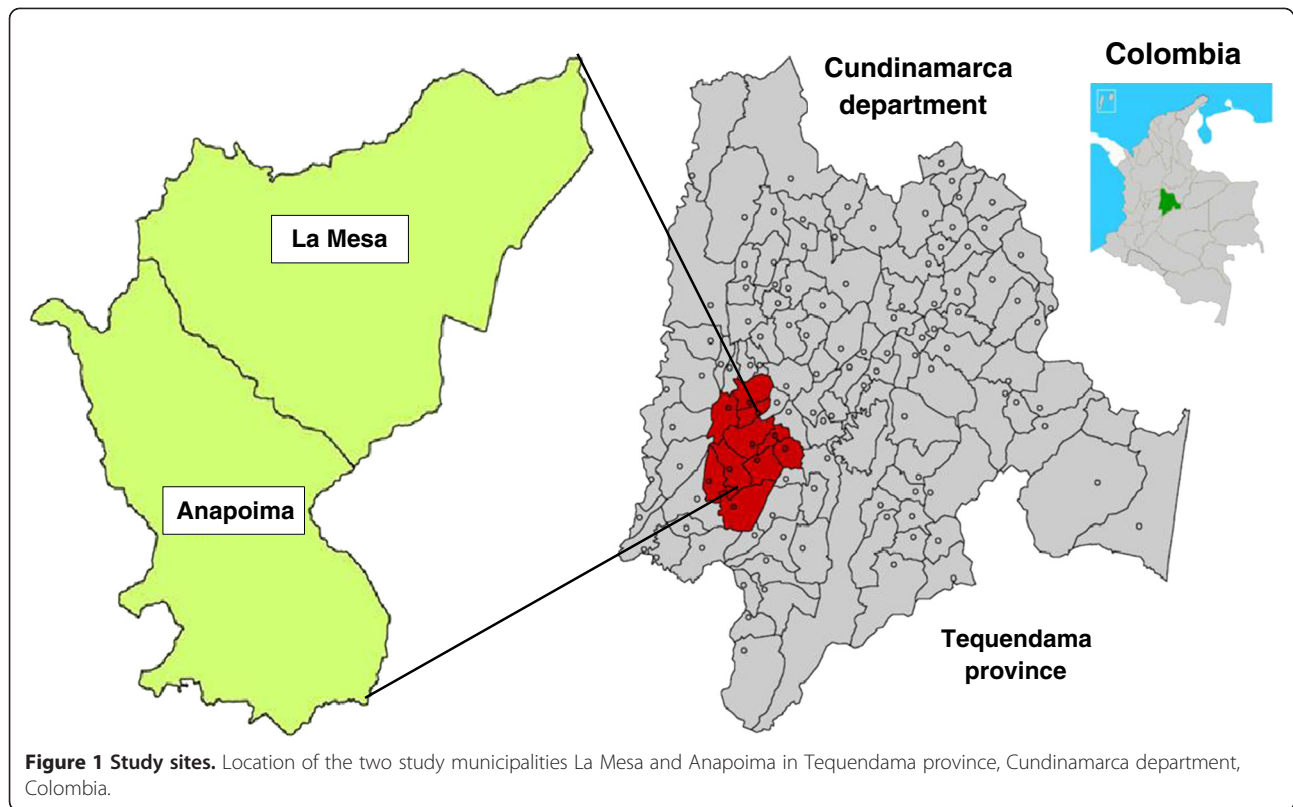 Colombia
Cundinamarca
department
La Mesa
Anapoima
Tequendama
province
Figure 1 Study sites. Location of the two study municipalities La Mesa and Anapoima in Tequendama province, Cundinamarca department,
Colombia.